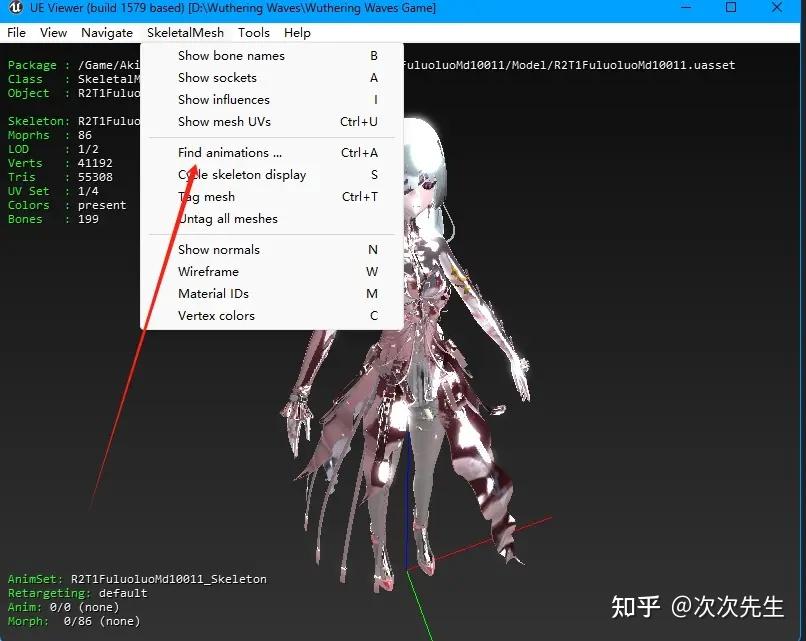 UE Viewer (build 1579 based) [D:\Wuthering Waves\Wuthering Waves Game]
File View Navigate SkeletalMesh Tools Help
Package : /Game/Aki FuluoluoMd10011/Model/R2T1FuluoluoMd10011.uasset
Class : SkeletalM
Object : R2T1Fuluo
Skeleton: R2T1Fuluo
Moprhs : 86
LOD : 1/2
Verts : 41192
Tris : 55308
UV Set : 1/4
Colors : present
Bones : 199
Show bone names B
Show sockets A
Show influences I
Show mesh UVs Ctrl+U
Find animations ... Ctrl+A
Cycle skeleton display S
Tag mesh Ctrl+T
Untag all meshes
Show normals N
Wireframe W
Material IDs M
Vertex colors C
AnimSet: R2T1FuluoluoMd10011_Skeleton
Retargeting: default
Anim: 0/0 (none)
Morph: 0/86 (none)
知乎 @次次先生